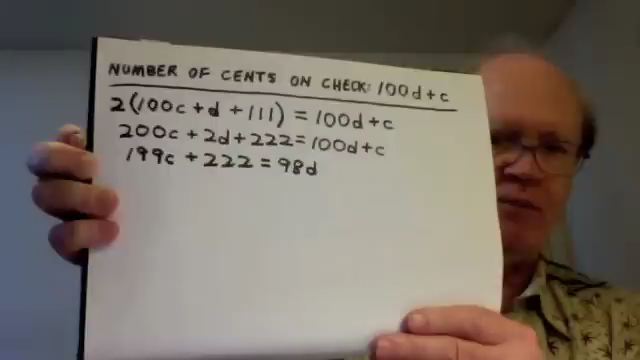 NUMBER OF CENTS ON CHECK: 100d+c
2(100c+d+111)=100d+c
200c+2d+222=100d+c
199c+222=98d